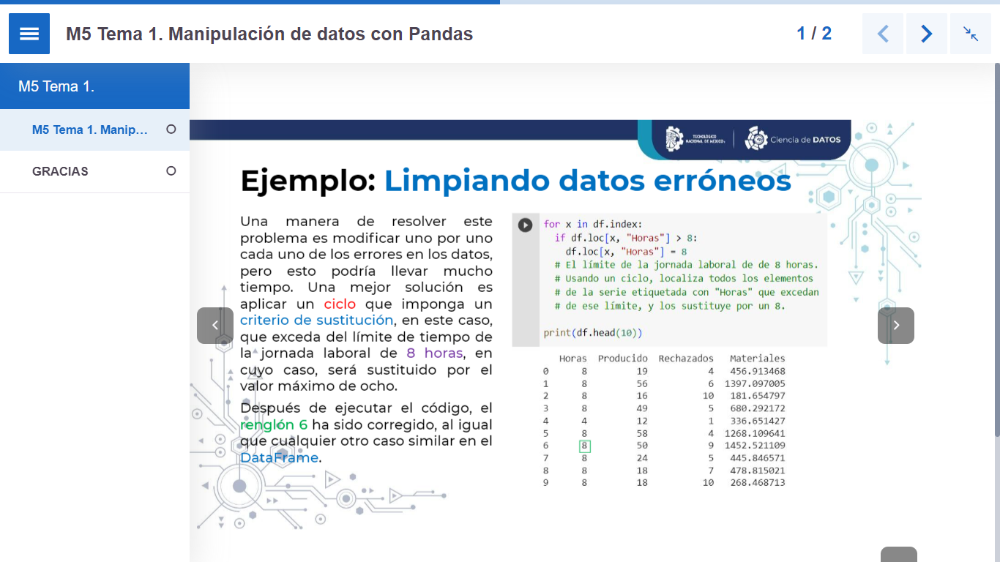 M5 Tema 1. Manipulación de datos con Pandas
1 / 2
M5 Tema 1.
M5 Tema 1. Manip...
GRACIAS
TECNOLÓGICO
NACIONAL DE MÉXICO
Ciencia de DATOS
Ejemplo: Limpiando datos erróneos
Una manera de resolver este
problema es modificar uno por uno
cada uno de los errores en los datos,
pero esto podría llevar mucho
tiempo. Una mejor solución es
aplicar un ciclo que imponga un
criterio de sustitución, en este caso,
que exceda del límite de tiempo de
la jornada laboral de 8 horas, en
cuyo caso, será sustituido por el
valor máximo de ocho.
Después de ejecutar el código, el
renglón 6 ha sido corregido, al igual
que cualquier otro caso similar en el
DataFrame.
for x in df.index:
  if df.loc[x, "Horas"] > 8:
    df.loc[x, "Horas"] = 8
  # El límite de la jornada laboral de de 8 horas.
  # Usando un ciclo, localiza todos los elementos
  # de la serie etiquetada con "Horas" que excedan
  # de ese límite, y los sustituye por un 8.
print(df.head(10))
Horas Producido Rechazados Materiales
0 8 19 4 456.913468
1 8 56 6 1397.097005
2 8 16 10 181.654797
3 8 49 5 680.292172
4 4 12 1 336.651427
5 8 58 4 1268.109641
6 8 50 9 1452.521109
7 8 24 5 445.846571
8 8 18 7 478.815021
9 8 18 10 268.468713